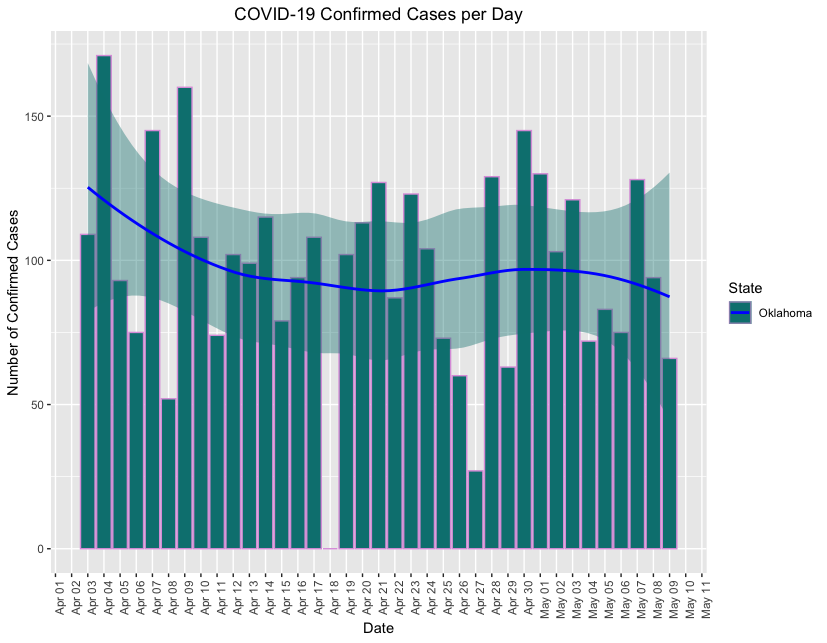 COVID-19 Confirmed Cases per Day
Number of Confirmed Cases
150
100
50
0
Apr 01
Apr 02
Apr 03
Apr 04
Apr 05
Apr 06
Apr 07
Apr 08
Apr 09
Apr 10
Apr 11
Apr 12
Apr 13
Apr 14
Apr 15
Apr 16
Apr 17
Apr 18
Apr 19
Apr 20
Apr 21
Apr 22
Apr 23
Apr 24
Apr 25
Apr 26
Apr 27
Apr 28
Apr 29
Apr 30
May 01
May 02
May 03
May 04
May 05
May 06
May 07
May 08
May 09
May 10
May 11
Date
State
Oklahoma